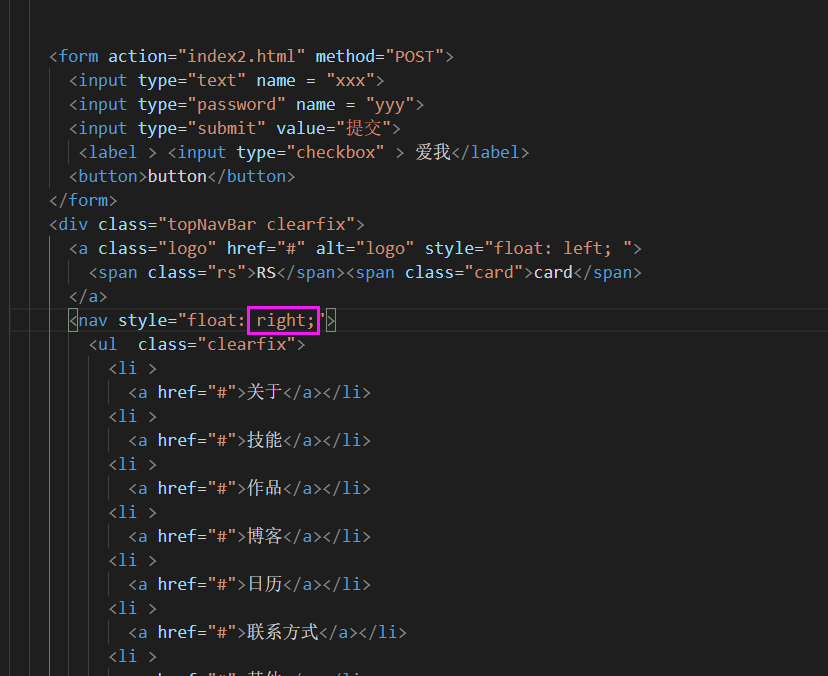 <form action="index2.html" method="POST">
<input type="text" name = "xxx">
<input type="password" name = "yyy">
<input type="submit" value="提交">
<label > <input type="checkbox" > 爱我</label>
<button>button</button>
</form>
<div class="topNavBar clearfix">
<a class="logo" href="#" alt="logo" style="float: left; ">
<span class="rs">RS</span><span class="card">card</span>
</a>
<nav style="float: right;">
<ul  class="clearfix">
<li >
<a href="#">关于</a></li>
<li >
<a href="#">技能</a></li>
<li >
<a href="#">作品</a></li>
<li >
<a href="#">博客</a></li>
<li >
<a href="#">日历</a></li>
<li >
<a href="#">联系方式</a></li>
<li >